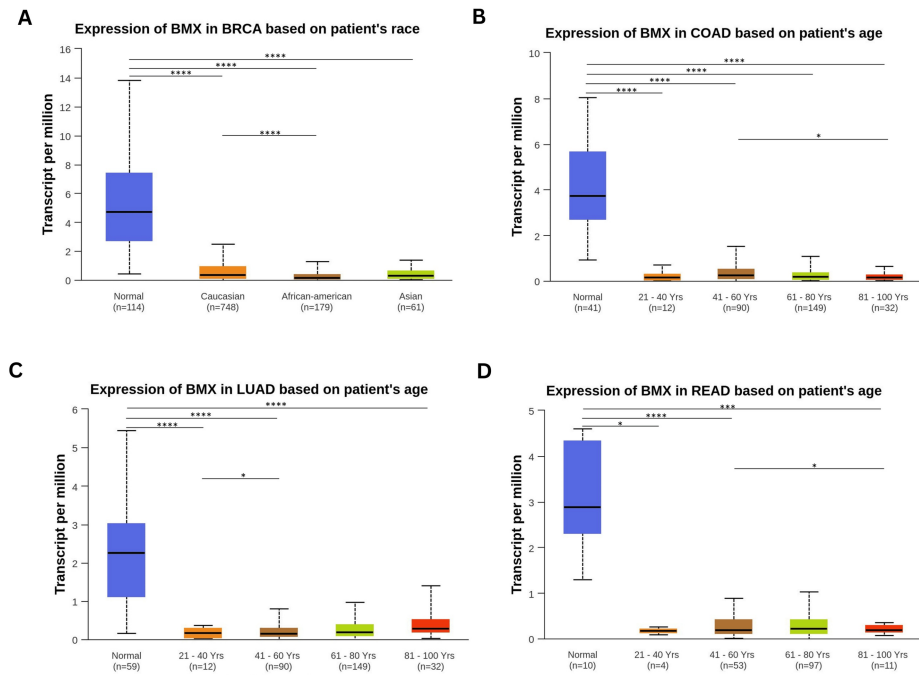 A
Expression of BMX in BRCA based on patient's race
Transcript per million
16
14
12
10
8
6
4
2
0
****
****
****
****
Normal
(n=114)
Caucasian
(n=748)
African-american
(n=179)
Asian
(n=61)
B
Expression of BMX in COAD based on patient's age
Transcript per million
10
8
6
4
2
0
****
****
****
****
*
Normal
(n=41)
21 - 40 Yrs
(n=12)
41 - 60 Yrs
(n=90)
61 - 80 Yrs
(n=149)
81 - 100 Yrs
(n=32)
C
Expression of BMX in LUAD based on patient's age
Transcript per million
6
5
4
3
2
1
0
****
****
****
*
Normal
(n=59)
21 - 40 Yrs
(n=12)
41 - 60 Yrs
(n=90)
61 - 80 Yrs
(n=149)
81 - 100 Yrs
(n=32)
D
Expression of BMX in READ based on patient's age
Transcript per million
5
4
3
2
1
0
***
****
*
*
Normal
(n=10)
21 - 40 Yrs
(n=4)
41 - 60 Yrs
(n=53)
61 - 80 Yrs
(n=97)
81 - 100 Yrs
(n=11)